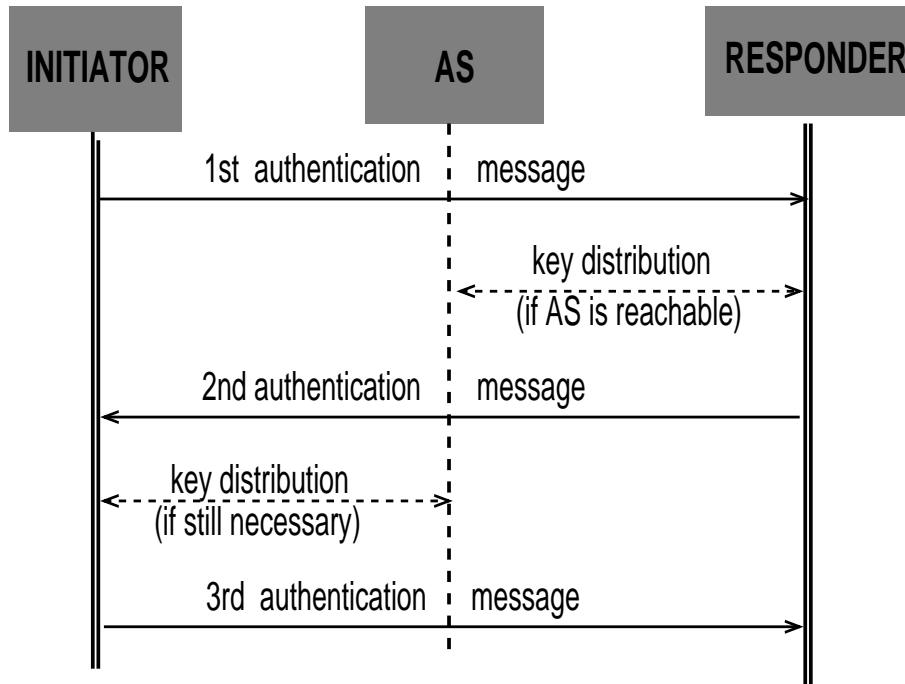 INITIATOR
AS
RESPONDER
1st authentication message
key distribution
(if AS is reachable)
2nd authentication message
key distribution
(if still necessary)
3rd authentication message